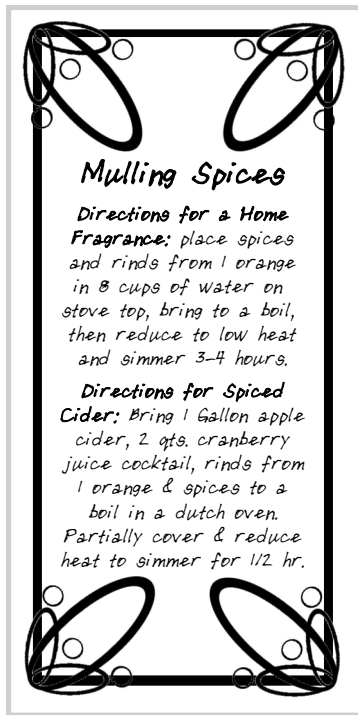 Mulling Spices
Directions for a Home
Fragrance: place spices
and rinds from 1 orange
in 8 cups of water on
stove top, bring to a boil,
then reduce to low heat
and simmer 3-4 hours.
Directions for Spiced
Cider: Bring 1 Gallon apple
cider, 2 qts. cranberry
juice cocktail, rinds from
1 orange & spices to a
boil in a dutch oven.
Partially cover & reduce
heat to simmer for 1/2 hr.